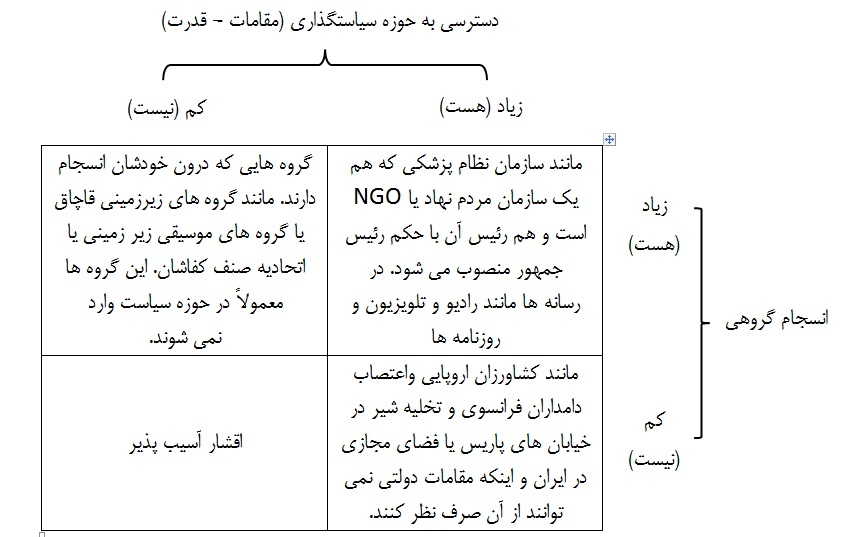 دسترسی به حوزه سیاستگذاری (مقامات – قدرت)
زیاد (هست)
کم (نیست)
مانند سازمان نظام پزشکی که هم
یک سازمان مردم نهاد یا NGO
است و هم رئیس آن با حکم رئیس
جمهور منصوب می شود. در
رسانه ها مانند رادیو و تلویزیون و
روزنامه ها
گروه هایی که درون خودشان انسجام
دارند. مانند گروه های زیرزمینی قاچاق
یا گروه های موسیقی زیر زمینی یا
اتحادیه صنف کفاشان. این گروه ها
معمولاً در حوزه سیاست وارد
نمی شوند.
زیاد
(هست)
انسجام گروهی
مانند کشاورزان اروپایی واعتصاب
دامداران فرانسوی و تخلیه شیر در
خیابان های پاریس یا فضای مجازی
در ایران و اینکه مقامات دولتی نمی
توانند از آن صرف نظر کنند.
اقشار آسیب پذیر
کم
(نیست)